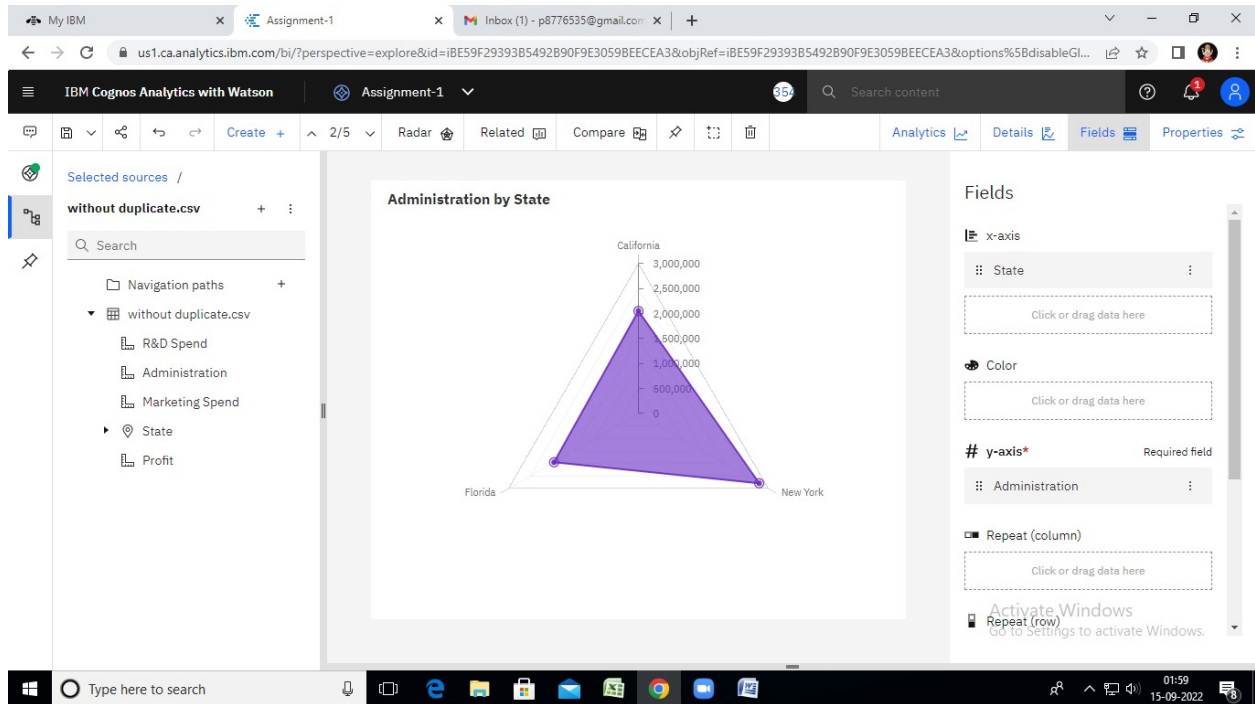 My IBM
Assignment-1
Inbox (1) - p8776535@gmail.com
us1.ca.analytics.ibm.com/bi/?perspective=explore&id=iBE59F29393B5492B90F9E3059BEECEA3&objRef=iBE59F29393B5492B90F9E3059BEECEA3&options%5BdisableGl...
IBM Cognos Analytics with Watson
Assignment-1
354
Search content
1
Create +
2/5
Radar
Related
Compare
Analytics
Details
Fields
Properties
Selected sources /
without duplicate.csv
Search
Navigation paths
without duplicate.csv
R&D Spend
Administration
Marketing Spend
State
Profit
Administration by State
California
3,000,000
2,500,000
2,000,000
1,500,000
1,000,000
500,000
0
Florida
New York
Fields
x-axis
State
Click or drag data here
Color
Click or drag data here
# y-axis*
Required field
Administration
Repeat (column)
Click or drag data here
Repeat (row)
Activate Windows
Go to Settings to activate Windows.
Type here to search
01:59
15-09-2022
8